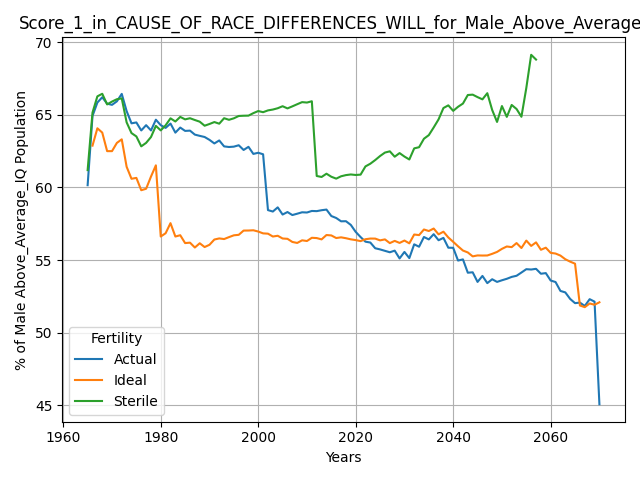 Score_1_in_CAUSE_OF_RACE_DIFFERENCES_WILL_for_Male_Above_Average
70
65
60
55
50
45
% of Male Above_Average_IQ Population
Fertility
Actual
Ideal
Sterile
1960 1980 2000 2020 2040 2060
Years